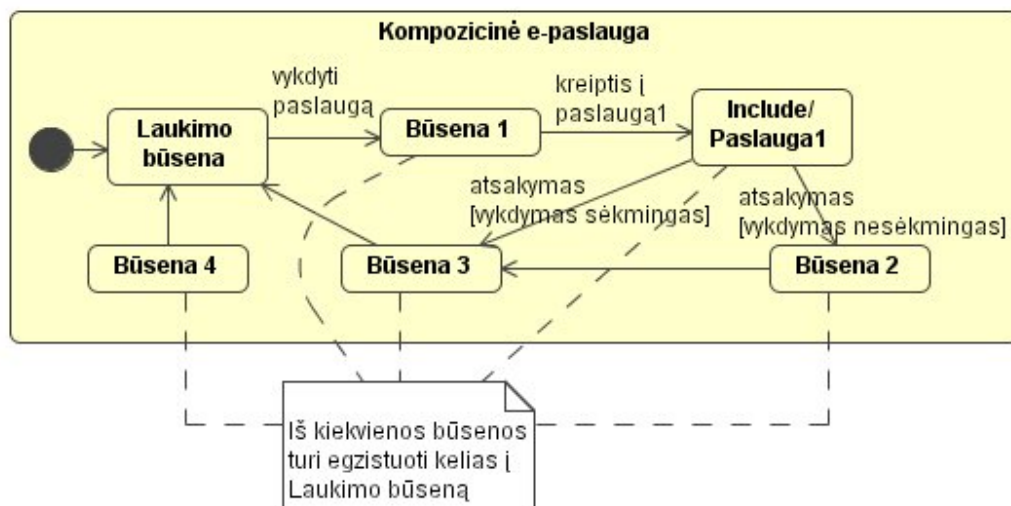 Kompozicinė e-paslauga
vykdyti
paslaugą
kreiptis į
paslaugą1
Laukimo
būsena
Būsena 1
Include/
Paslauga1
atsakymas
[vykdymas sėkmingas]
atsakymas
[vykdymas nesėkmingas]
Būsena 4
Būsena 3
Būsena 2
Iš kiekvienos būsenos
turi egzistuoti kelias į
Laukimo būseną